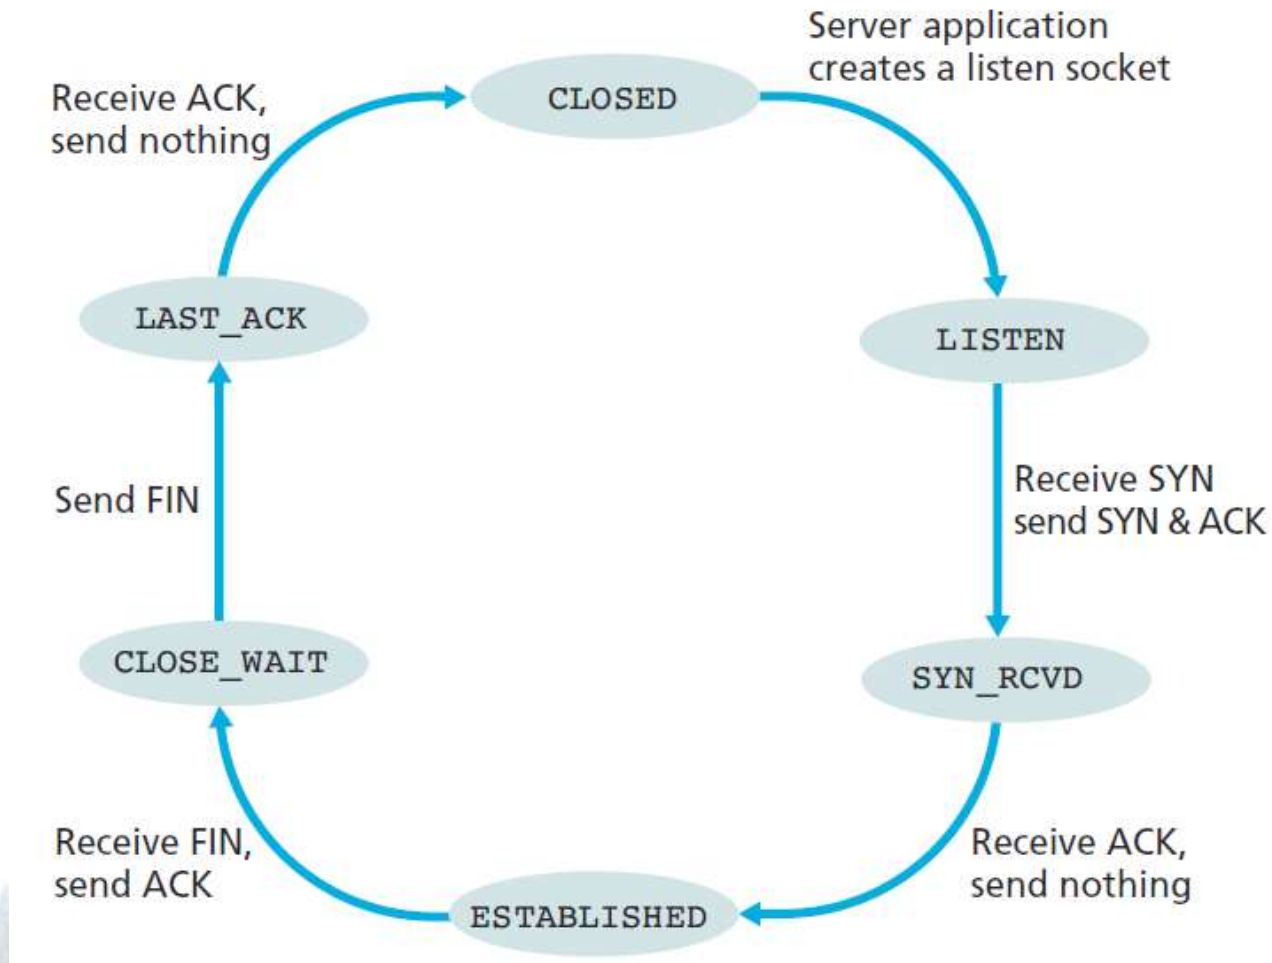 Server application
creates a listen socket
Receive ACK,
send nothing
CLOSED
LAST_ACK
LISTEN
Send FIN
Receive SYN
send SYN & ACK
CLOSE_WAIT
SYN_RCVD
Receive FIN,
send ACK
Receive ACK,
send nothing
ESTABLISHED